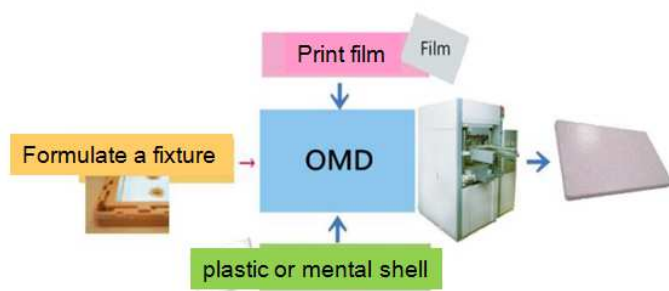 Print film
Film
Formulate a fixture
OMD
plastic or mental shell